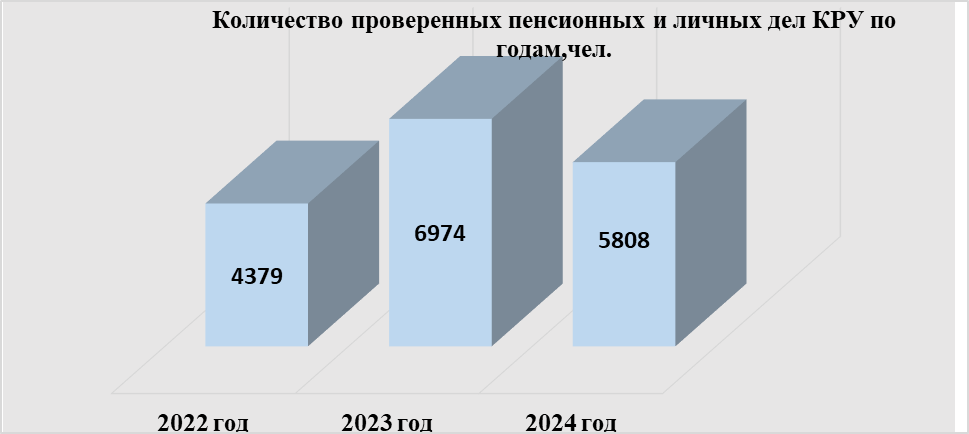 Количество проверенных пенсионных и личных дел КРУ по
годам,чел.
4379
6974
5808
2022 год
2023 год
2024 год